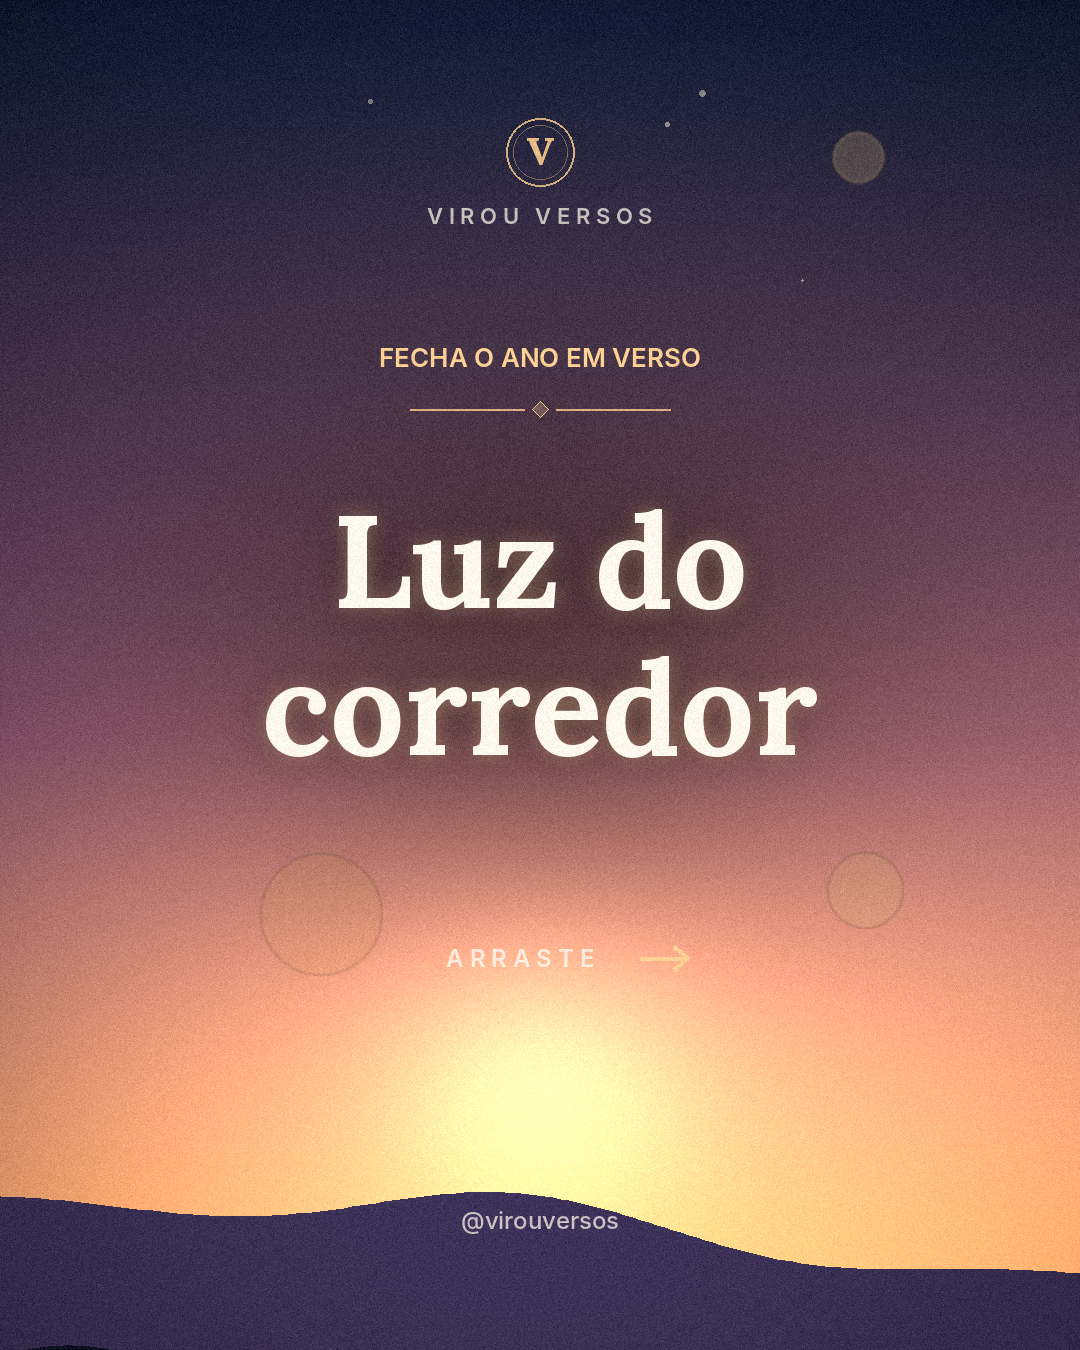 V
VIROU VERSOS
FECHA O ANO EM VERSO
Luz do
corredor
ARRASTE
@virouversos